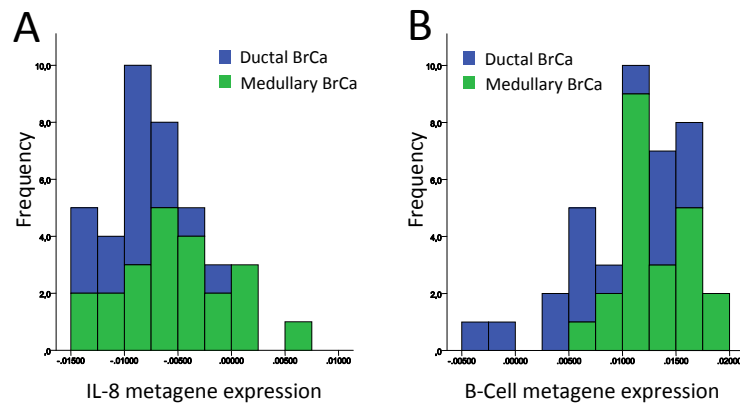 A
Ductal BrCa
Medullary BrCa
Frequency
10,0
8,0
6,0
4,0
2,0
,0
-.01500 -.01000 -.00500 .00000 .00500 .01000
IL-8 metagene expression
B
Ductal BrCa
Medullary BrCa
Frequency
10,0
8,0
6,0
4,0
2,0
,0
-.00500 .00000 .00500 .01000 .01500 .02000
B-Cell metagene expression